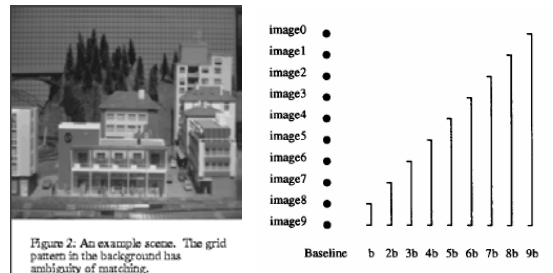 Figure 2: An example scene. The grid
pattern in the background has
ambiguity of matching.
image0
image1
image2
image3
image4
image5
image6
image7
image8
image9
Baseline b 2b 3b 4b 5b 6b 7b 8b 9b